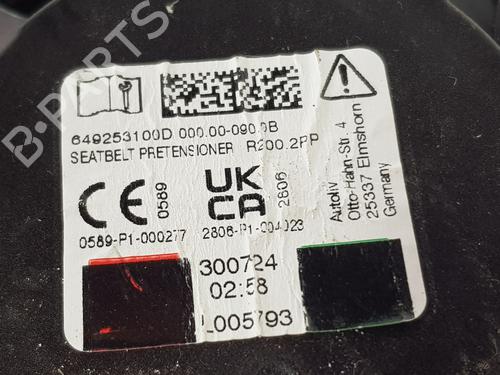 649253100D 000.00-090.0B
SEATBELT PRETENSIONER R200.2PP
CE
0589
UK
CA
2806
Autoliv
Otto-Hahn-Str. 4
25337 Elmshorn
Germany
0589-P1-000277
2806-P1-004023
300724
02:58
L005793
B-PARTS